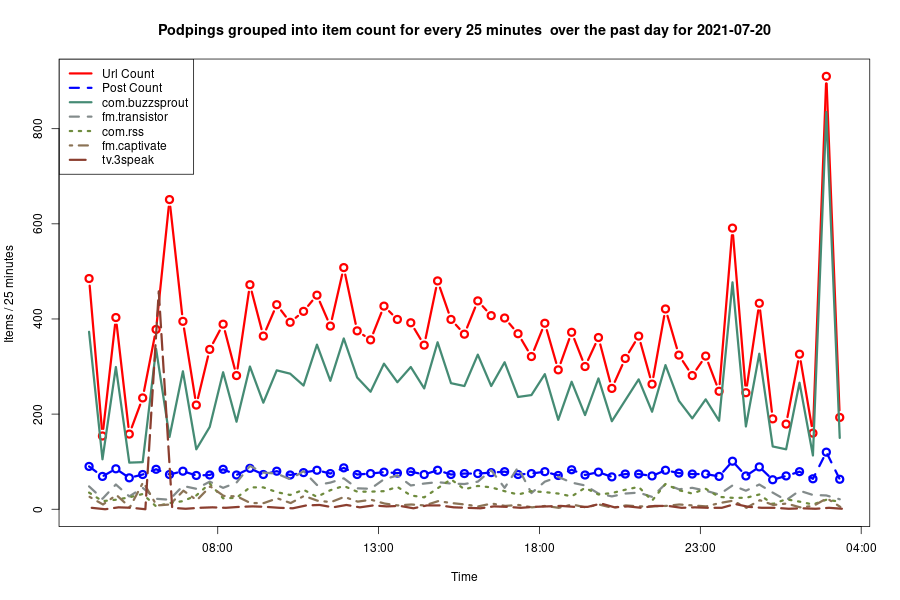 Podpings grouped into item count for every 25 minutes  over the past day for 2021-07-20
Url Count
Post Count
com.buzzsprout
fm.transistor
com.rss
fm.captivate
tv.3speak
Items / 25 minutes
800
600
400
200
0
08:00 13:00 18:00 23:00 04:00
Time